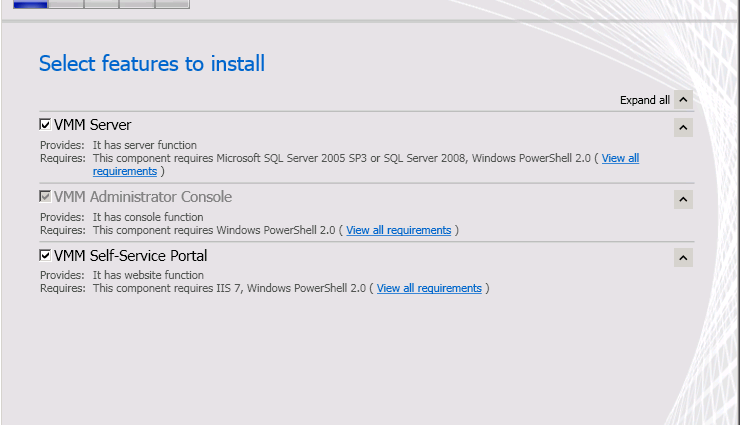 Select features to install
Expand all
VMM Server
Provides: It has server function
Requires: This component requires Microsoft SQL Server 2005 SP3 or SQL Server 2008, Windows PowerShell 2.0 ( View all
requirements )
VMM Administrator Console
Provides: It has console function
Requires: This component requires Windows PowerShell 2.0 ( View all requirements )
VMM Self-Service Portal
Provides: It has website function
Requires: This component requires IIS 7, Windows PowerShell 2.0 ( View all requirements )